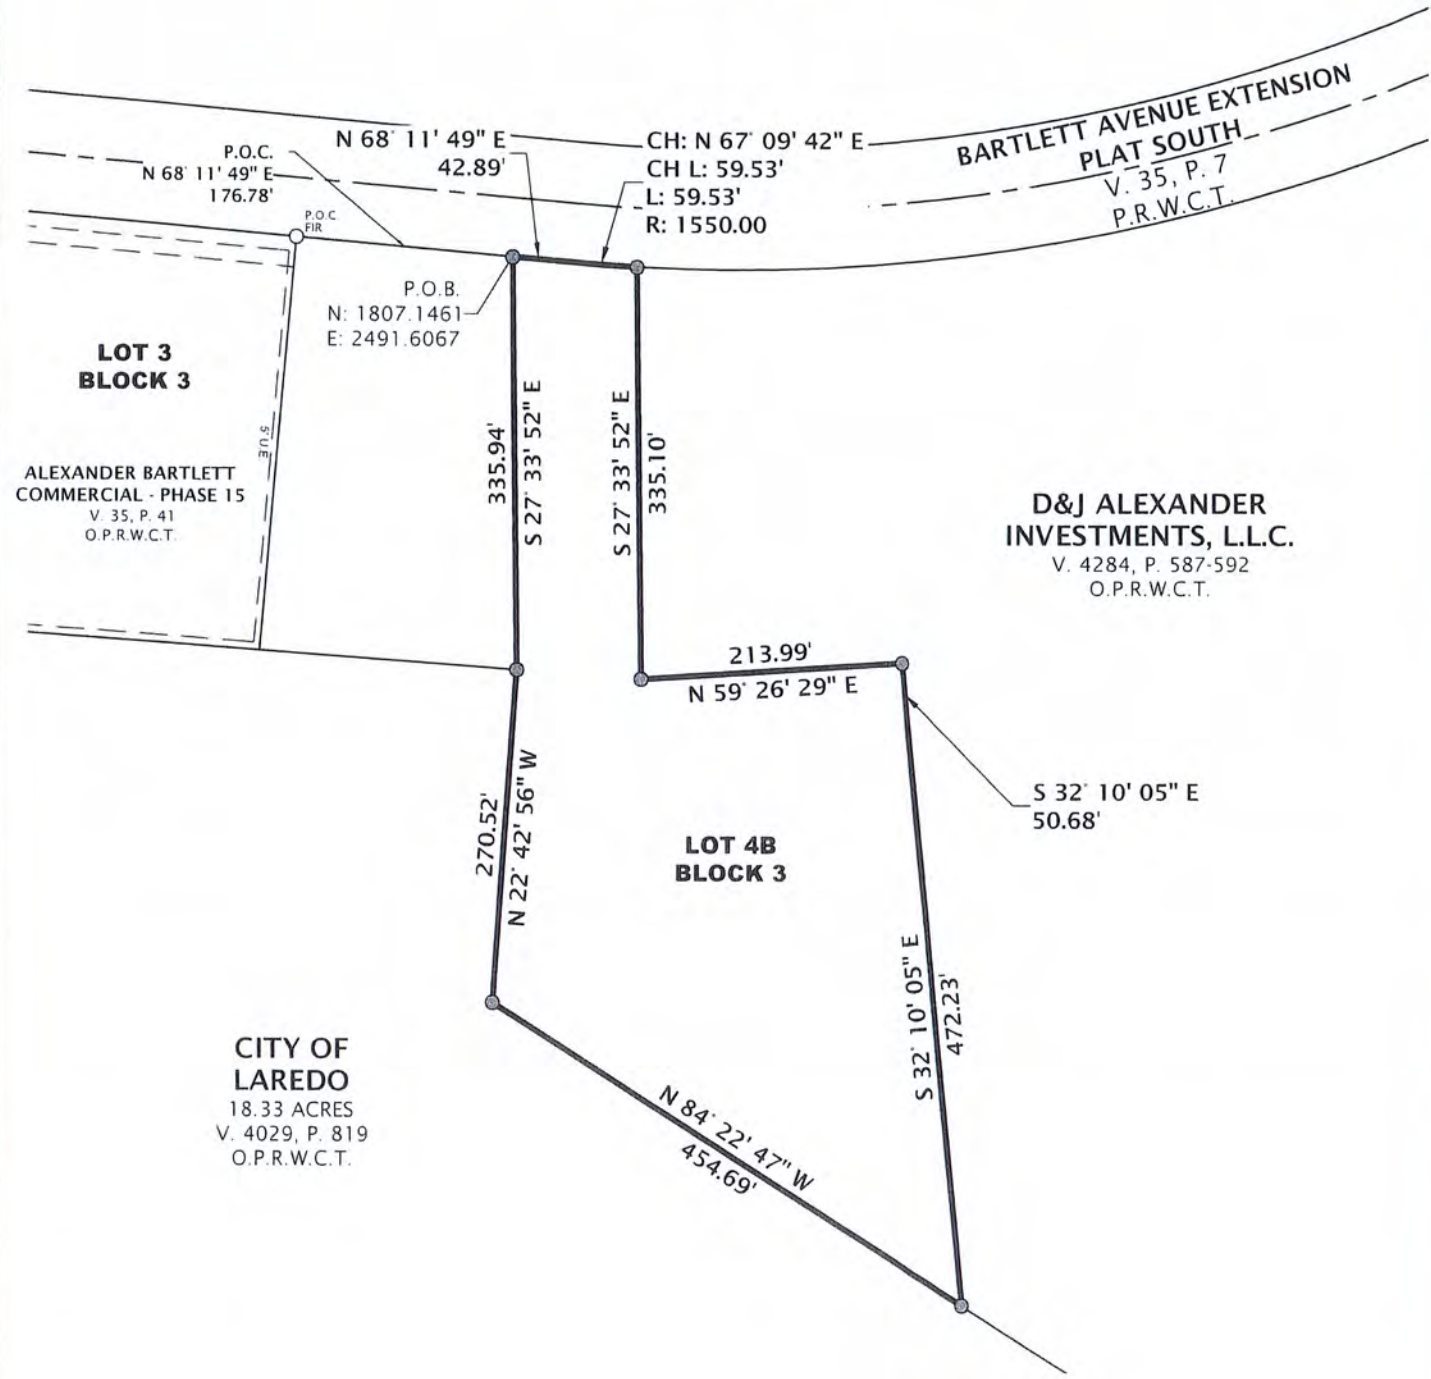 BARTLETT AVENUE EXTENSION
PLAT SOUTH
V. 35, P. 7
P.R.W.C.T.
N 68° 11' 49" E
42.89'
CH: N 67° 09' 42" E
CH L: 59.53'
L: 59.53'
R: 1550.00
P.O.C.
N 68° 11' 49" E
176.78'
P.O.C.
FIR
P.O.B.
N: 1807.1461
E: 2491.6067
LOT 3
BLOCK 3
5' U.E.
ALEXANDER BARTLETT
COMMERCIAL - PHASE 15
V. 35, P. 41
O.P.R.W.C.T.
335.94'
S 27° 33' 52" E
S 27° 33' 52" E
335.10'
D&J ALEXANDER
INVESTMENTS, L.L.C.
V. 4284, P. 587-592
O.P.R.W.C.T.
213.99'
N 59° 26' 29" E
S 32° 10' 05" E
50.68'
270.52'
N 22° 42' 56" W
LOT 4B
BLOCK 3
S 32° 10' 05" E
472.23'
CITY OF
LAREDO
18.33 ACRES
V. 4029, P. 819
O.P.R.W.C.T.
N 84° 22' 47" W
454.69'